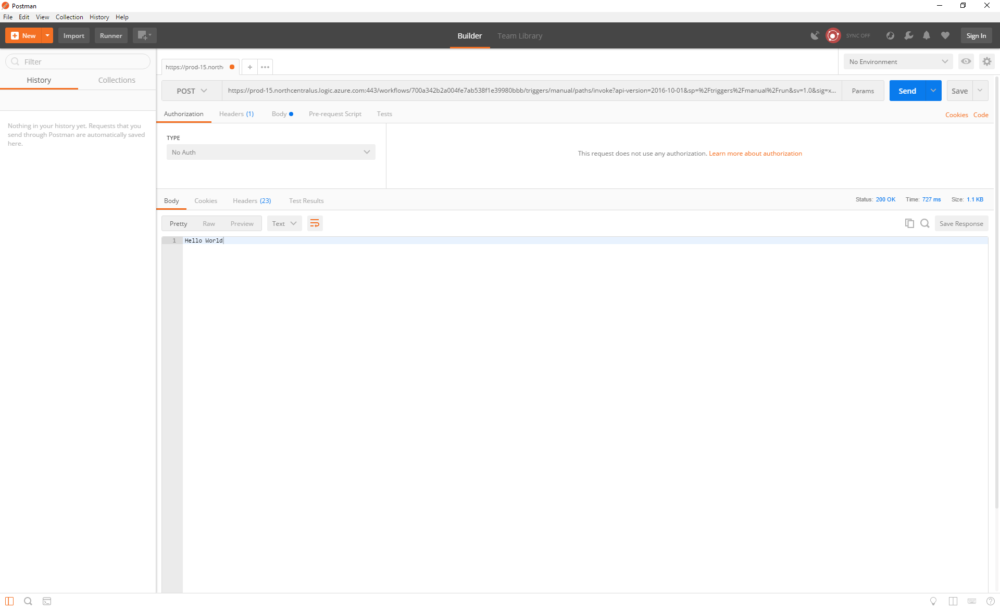 Postman
File Edit View Collection History Help
New Import Runner Builder Team Library SYNC OFF Sign In
Filter
History Collections
Nothing in your history yet. Requests that you
send through Postman are automatically saved
here.
https://prod-15.north
+ •••
No Environment
POST https://prod-15.northcentralus.logic.azure.com:443/workflows/700a342b2a004fe7ab538f1e39980bbb/triggers/manual/paths/invoke?api-version=2016-10-01&sp=%2Ftriggers%2Fmanual%2Frun&sv=1.0&sig=x... Params Send Save
Authorization Headers (1) Body Pre-request Script Tests Cookies Code
TYPE
No Auth
This request does not use any authorization. Learn more about authorization
Body Cookies Headers (23) Test Results Status: 200 OK Time: 727 ms Size: 1.1 KB
Pretty Raw Preview Text Save Response
1 Hello World